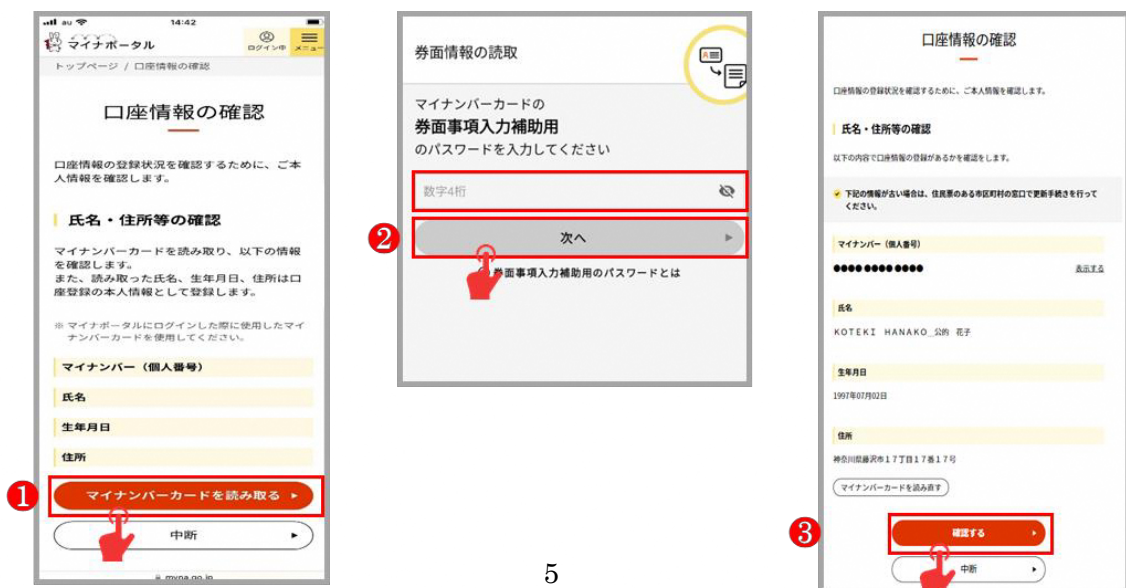 au 14:42
マイナポータル
ログイン中 メニュー
トップページ / 口座情報の確認
口座情報の確認
口座情報の登録状況を確認するために、ご本
人情報を確認します。
氏名・住所等の確認
マイナンバーカードを読み取り、以下の情報
を確認します。
また、読み取った氏名、生年月日、住所は口
座登録の本人情報として登録します。
※ マイナポータルにログインした際に使用したマイ
ナンバーカードを使用してください。
マイナンバー（個人番号）
氏名
生年月日
住所
❶
マイナンバーカードを読み取る
中断
myna.go.jp
券面情報の読取
マイナンバーカードの
券面事項入力補助用
のパスワードを入力してください
数字4桁
❷
次へ
券面事項入力補助用のパスワードとは
口座情報の確認
口座情報の登録状況を確認するために、ご本人情報を確認します。
氏名・住所等の確認
以下の内容で口座情報の登録があるかを確認をします。
下記の情報が古い場合は、住民票のある市区町村の窓口で更新手続きを行って
ください。
マイナンバー（個人番号）
●●●● ●●●● ●●●● 表示する
氏名
ＫＯＴＥＫＩ　ＨＡＮＡＫＯ＿公的　花子
生年月日
1997年07月02日
住所
神奈川県藤沢市１７丁目１７番１７号
マイナンバーカードを読み直す
❸
確認する
中断
5